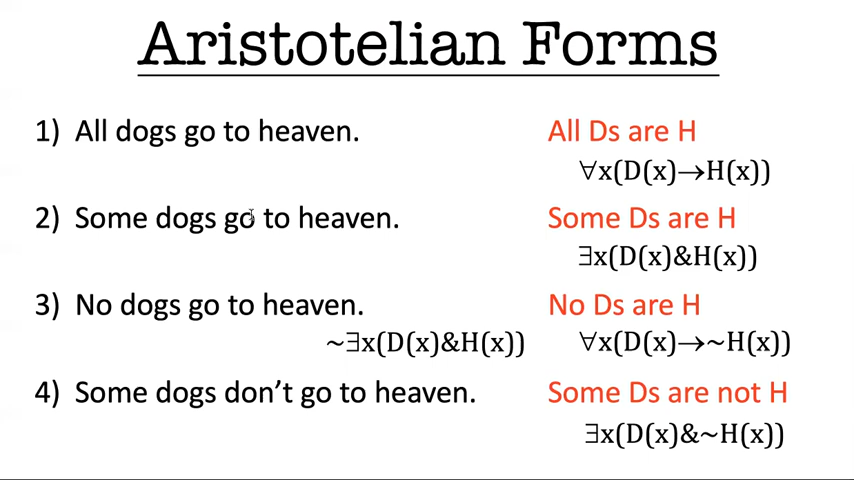 Aristotelian Forms
1) All dogs go to heaven.
All Ds are H
∀x(D(x)→H(x))
2) Some dogs go to heaven.
Some Ds are H
∃x(D(x)&H(x))
3) No dogs go to heaven.
No Ds are H
~∃x(D(x)&H(x))
∀x(D(x)→~H(x))
4) Some dogs don’t go to heaven.
Some Ds are not H
∃x(D(x)&~H(x))